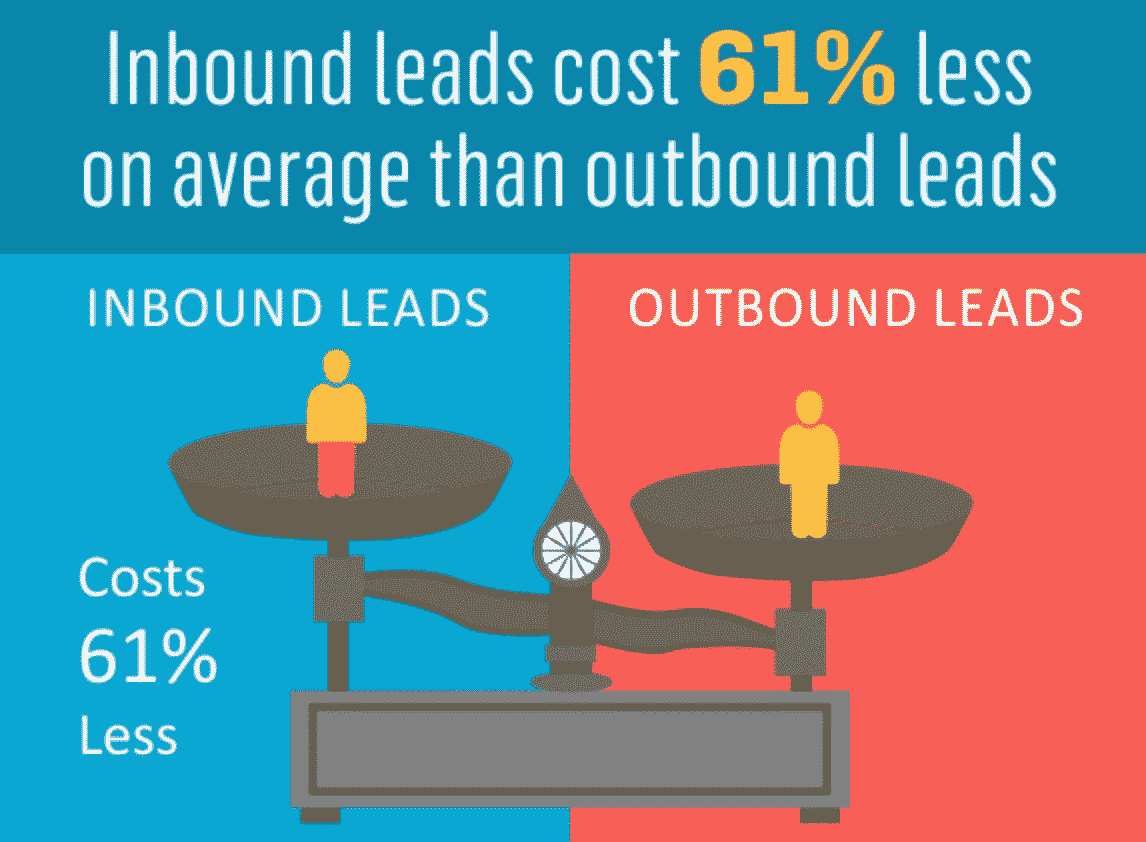 Inbound leads cost 61% less
on average than outbound leads
INBOUND LEADS
OUTBOUND LEADS
Costs
61%
Less